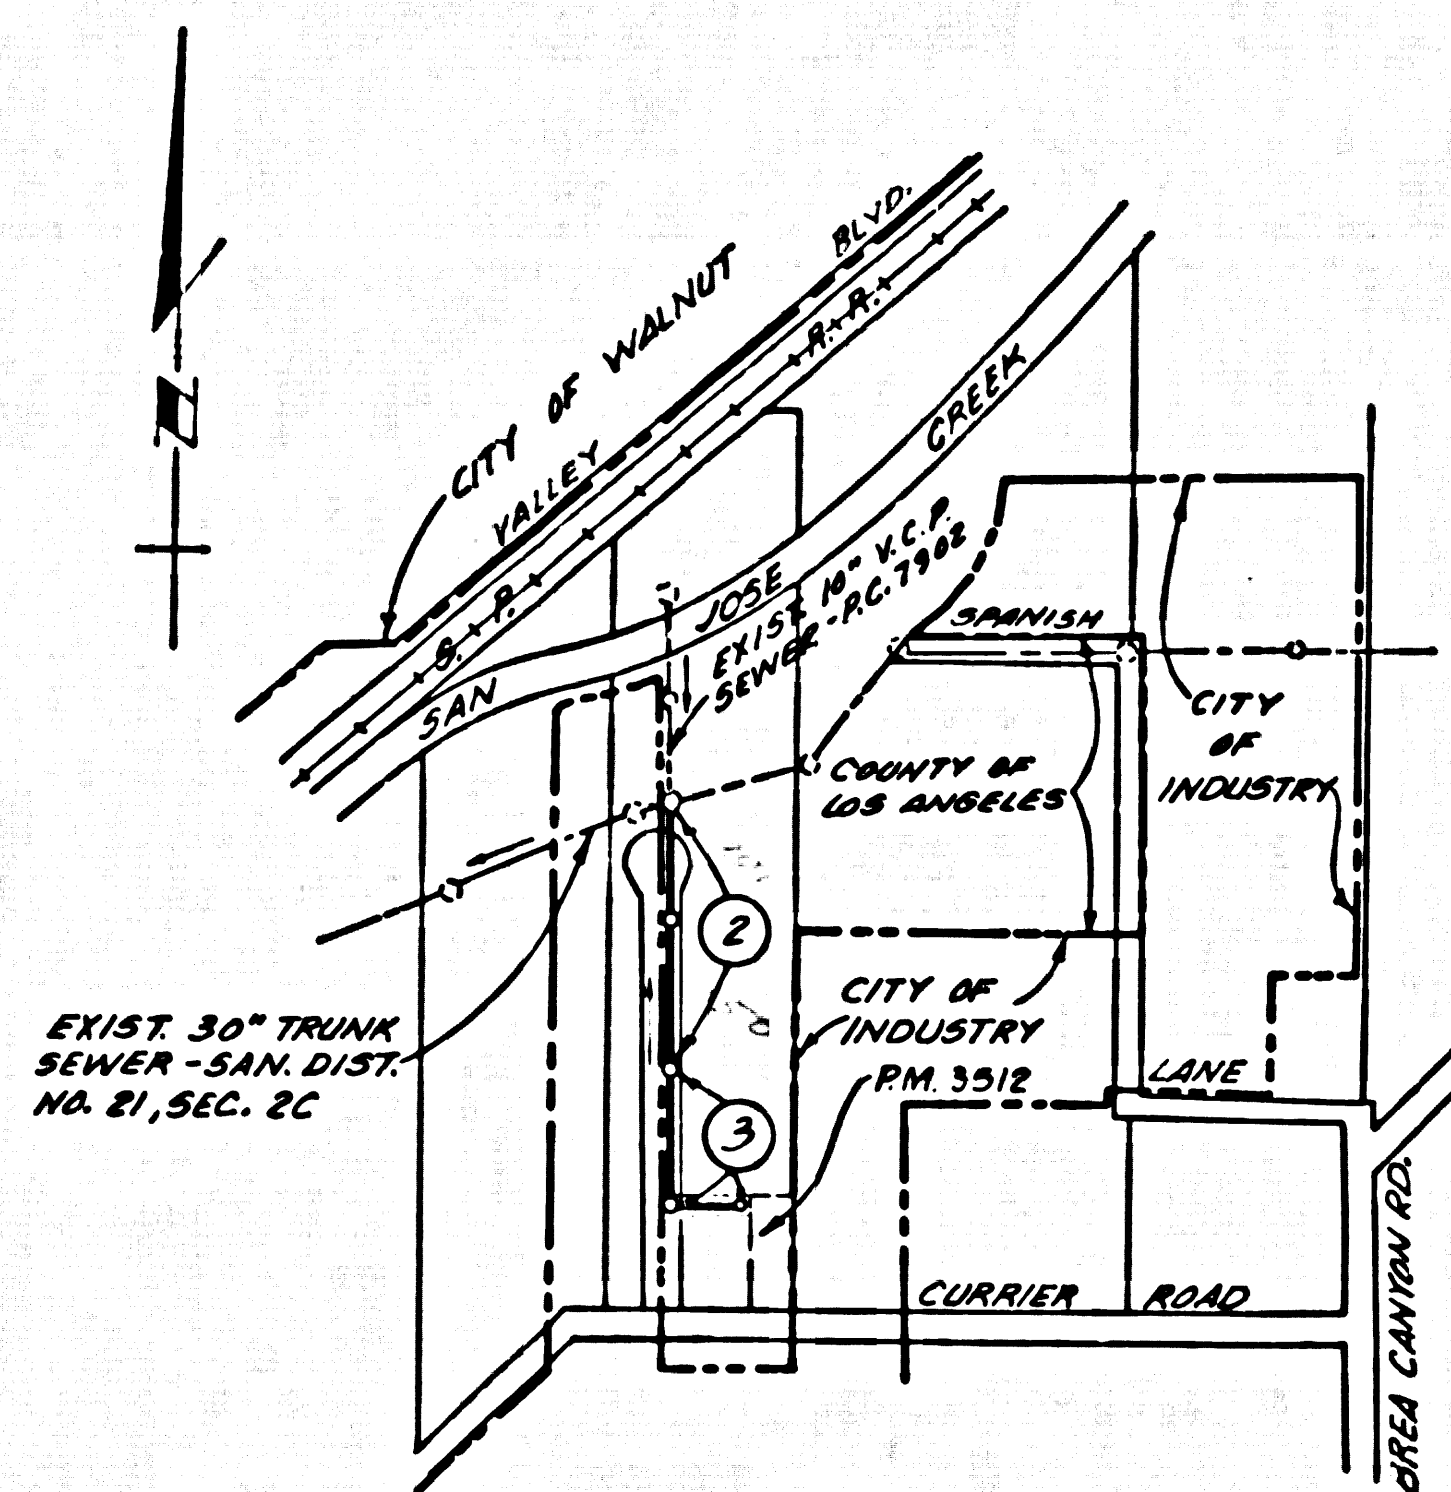 N
CITY OF WALNUT
VALLEY BLVD.
S. P. R. R.
SAN JOSE CREEK
EXIST. 10" V.C.P.
SEWER - P.C. 7902
SPANISH
CITY
OF
INDUSTRY
COUNTY OF
LOS ANGELES
2
CITY OF
INDUSTRY
EXIST. 30" TRUNK
SEWER - SAN. DIST.
NO. 21, SEC. 2C
P.M. 3512
LANE
3
CURRIER ROAD
BREA CANYON RD.